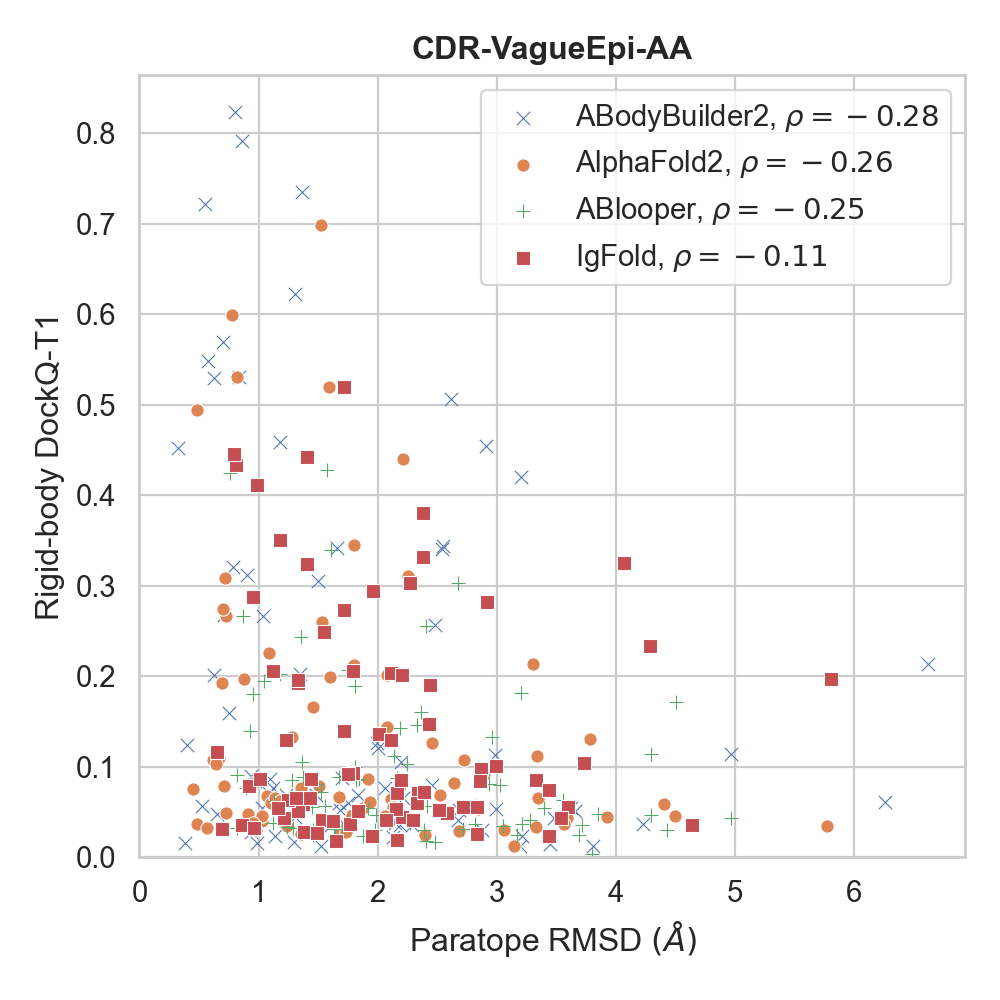 CDR-VagueEpi-AA
ABodyBuilder2, ρ = −0.28
AlphaFold2, ρ = −0.26
ABlooper, ρ = −0.25
IgFold, ρ = −0.11
Rigid-body DockQ-T1
0.8
0.7
0.6
0.5
0.4
0.3
0.2
0.1
0.0
0 1 2 3 4 5 6
Paratope RMSD (Å)